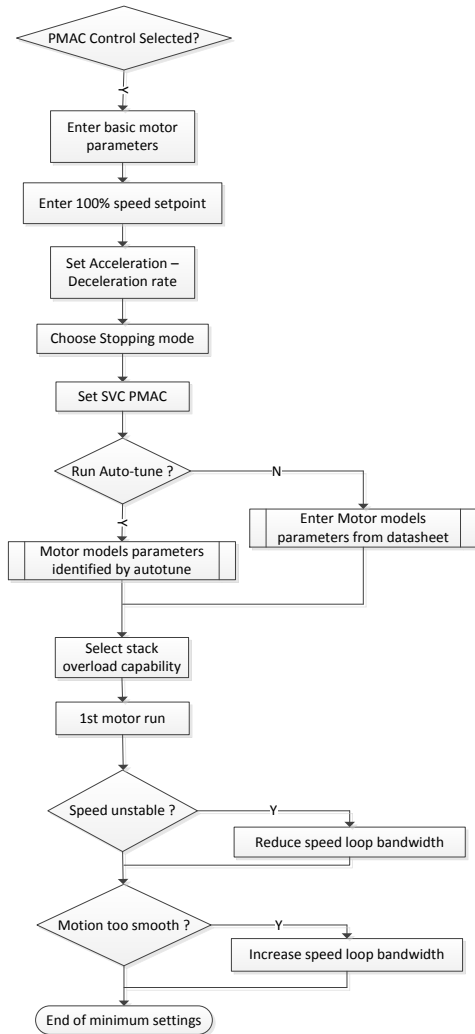 PMAC Control Selected?
Y
Enter basic motor
parameters
Enter 100% speed setpoint
Set Acceleration –
Deceleration rate
Choose Stopping mode
Set SVC PMAC
Run Auto-tune ?
N
Y
Enter Motor models
parameters from datasheet
Motor models parameters
identified by autotune
Select stack
overload capability
1st motor run
Speed unstable ?
Y
Reduce speed loop bandwidth
Motion too smooth ?
Y
Increase speed loop bandwidth
End of minimum settings